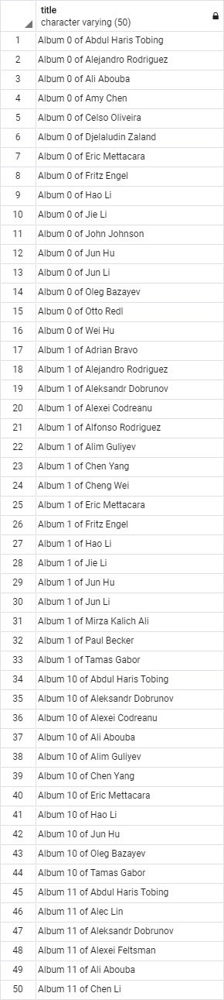 title
character varying (50)
1 Album 0 of Abdul Haris Tobing
2 Album 0 of Alejandro Rodriguez
3 Album 0 of Ali Abouba
4 Album 0 of Amy Chen
5 Album 0 of Celso Oliveira
6 Album 0 of Djelaludin Zaland
7 Album 0 of Eric Mettacara
8 Album 0 of Fritz Engel
9 Album 0 of Hao Li
10 Album 0 of Jie Li
11 Album 0 of John Johnson
12 Album 0 of Jun Hu
13 Album 0 of Jun Li
14 Album 0 of Oleg Bazayev
15 Album 0 of Otto Redl
16 Album 0 of Wei Hu
17 Album 1 of Adrian Bravo
18 Album 1 of Alejandro Rodriguez
19 Album 1 of Aleksandr Dobrunov
20 Album 1 of Alexei Codreanu
21 Album 1 of Alfonso Rodriguez
22 Album 1 of Alim Guliyev
23 Album 1 of Chen Yang
24 Album 1 of Cheng Wei
25 Album 1 of Eric Mettacara
26 Album 1 of Fritz Engel
27 Album 1 of Hao Li
28 Album 1 of Jie Li
29 Album 1 of Jun Hu
30 Album 1 of Jun Li
31 Album 1 of Mirza Kalich Ali
32 Album 1 of Paul Becker
33 Album 1 of Tamas Gabor
34 Album 10 of Abdul Haris Tobing
35 Album 10 of Aleksandr Dobrunov
36 Album 10 of Alexei Codreanu
37 Album 10 of Ali Abouba
38 Album 10 of Alim Guliyev
39 Album 10 of Chen Yang
40 Album 10 of Eric Mettacara
41 Album 10 of Hao Li
42 Album 10 of Jun Hu
43 Album 10 of Oleg Bazayev
44 Album 10 of Tamas Gabor
45 Album 11 of Abdul Haris Tobing
46 Album 11 of Alec Lin
47 Album 11 of Aleksandr Dobrunov
48 Album 11 of Alexei Feltsman
49 Album 11 of Ali Abouba
50 Album 11 of Chen Li